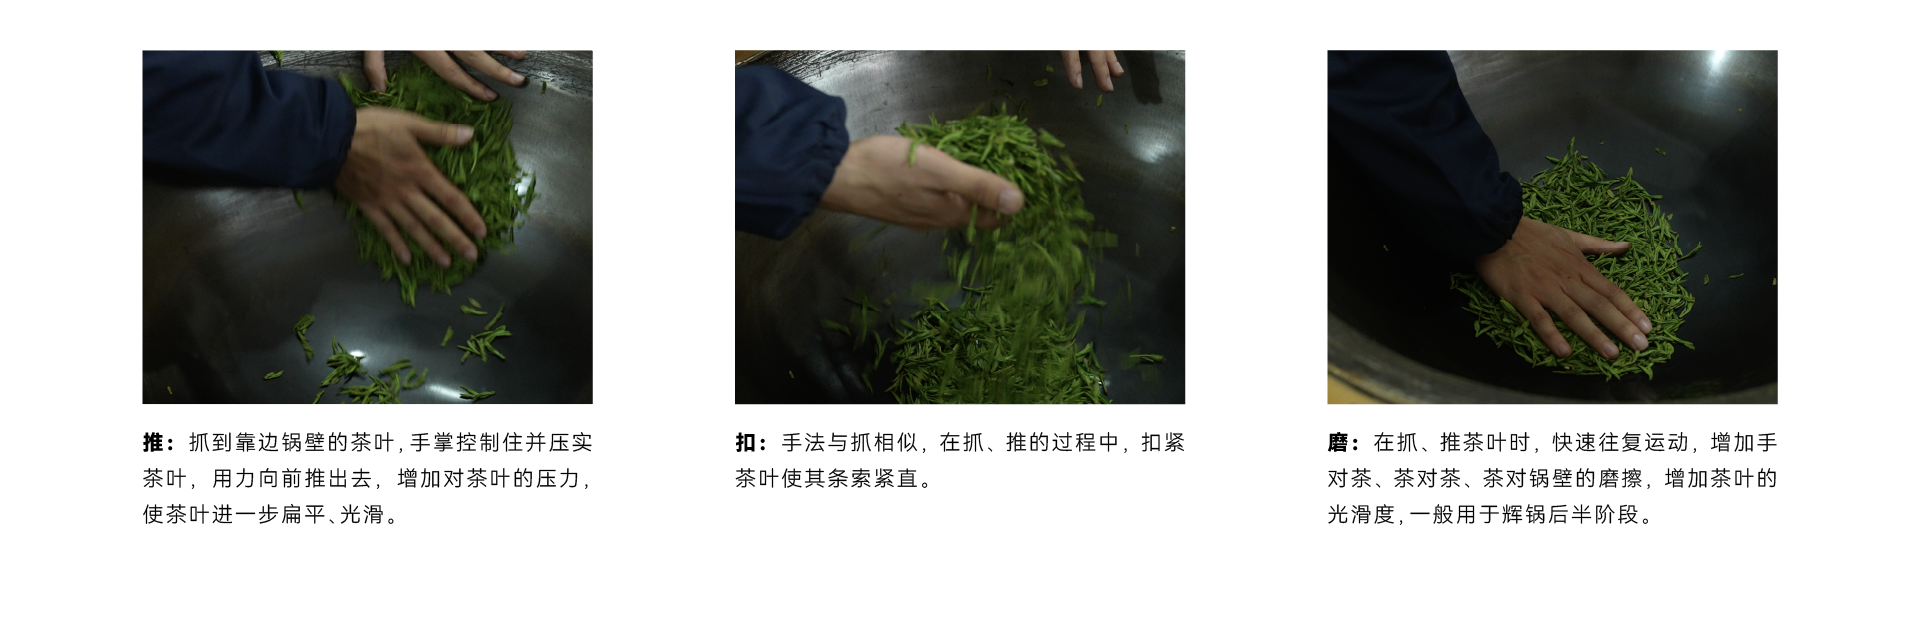 推：抓到靠边锅壁的茶叶，手掌控制住并压实
茶叶，用力向前推出去，增加对茶叶的压力，
使茶叶进一步扁平、光滑。
扣：手法与抓相似，在抓、推的过程中，扣紧
茶叶使其条索紧直。
磨：在抓、推茶叶时，快速往复运动，增加手
对茶、茶对茶、茶对锅壁的磨擦，增加茶叶的
光滑度，一般用于辉锅后半阶段。